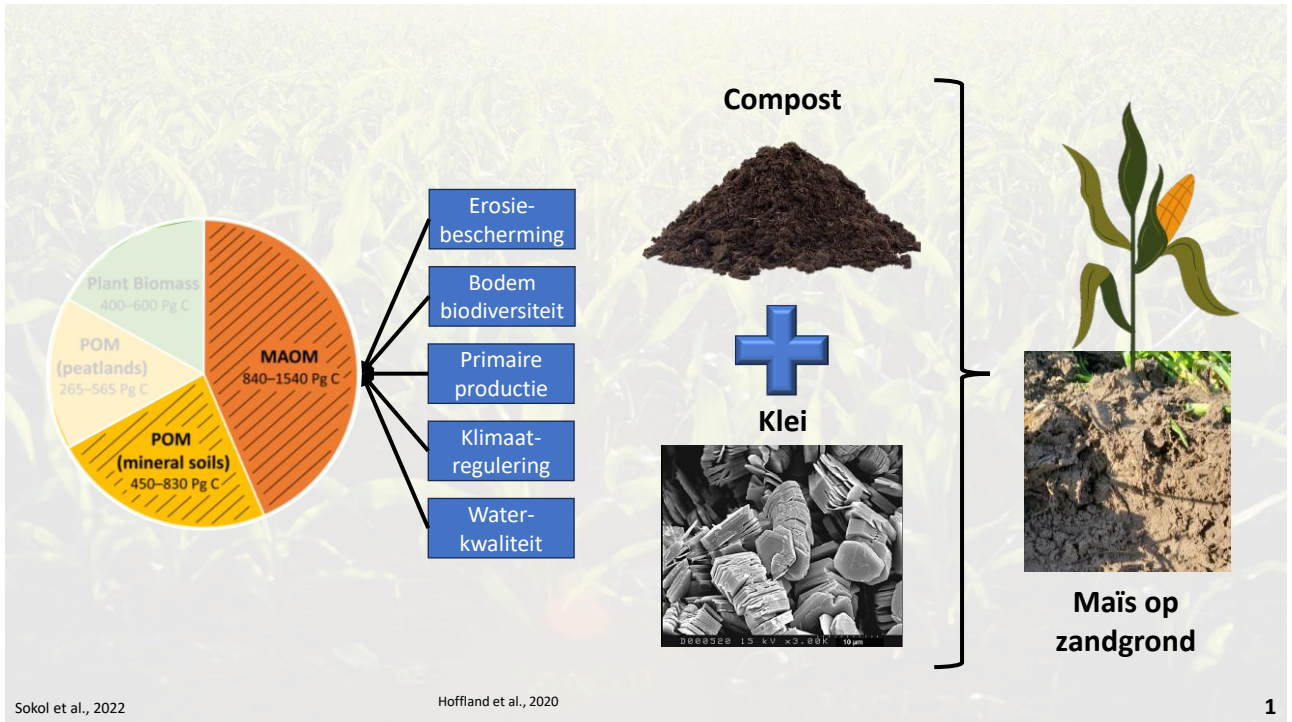 Plant Biomass
400–600 Pg C
POM
(peatlands)
265–565 Pg C
MAOM
840–1540 Pg C
POM
(mineral soils)
450–830 Pg C
Erosie-
bescherming
Bodem
biodiversiteit
Primaire
productie
Klimaat-
regulering
Water-
kwaliteit
Compost
Klei
D000520 15 kV x3.00K 10 µm
Maïs op
zandgrond
Sokol et al., 2022
Hoffland et al., 2020
1